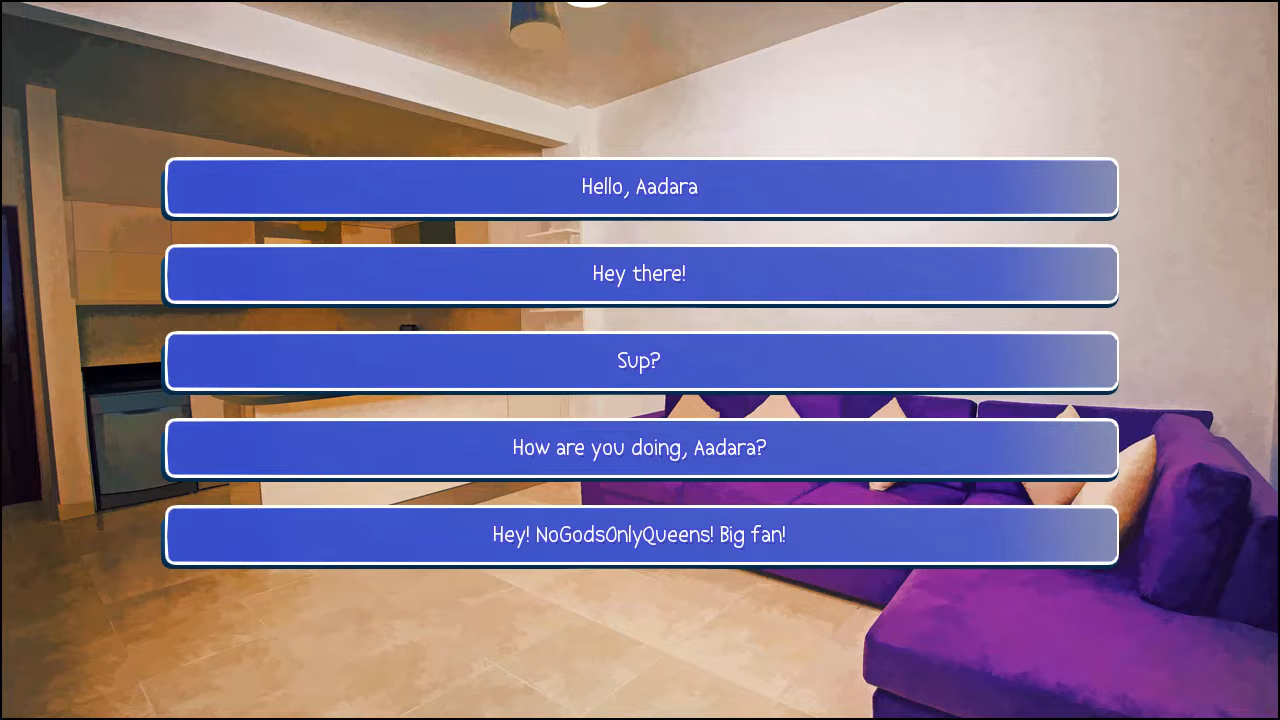 Hello, Aadara
Hey there!
Sup?
How are you doing, Aadara?
Hey! NoGodsOnlyQueens! Big fan!